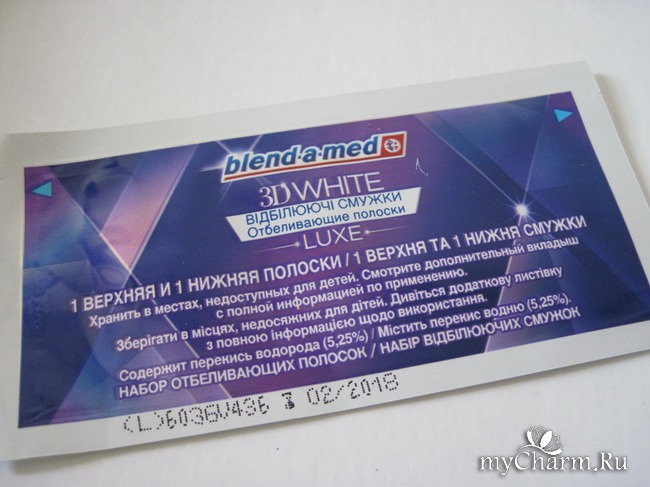 blend-a-med
3D WHITE
ВІДБІЛЮЮЧІ СМУЖКИ
Отбеливающие полоски
LUXE
1 ВЕРХНЯЯ И 1 НИЖНЯЯ ПОЛОСКИ / 1 ВЕРХНЯ ТА 1 НИЖНЯ СМУЖКИ
Хранить в местах, недоступных для детей. Смотрите дополнительный вкладыш
с полной информацией по применению.
Зберігати в місцях, недосяжних для дітей. Дивіться додаткову листівку
з повною інформацією щодо використання.
Содержит перекись водорода (5,25%) / Містить перекис водню (5,25%).
НАБОР ОТБЕЛИВАЮЩИХ ПОЛОСОК / НАБІР ВІДБІЛЮЮЧИХ СМУЖОК
(L)6036V436 02/2018
myCharm.Ru